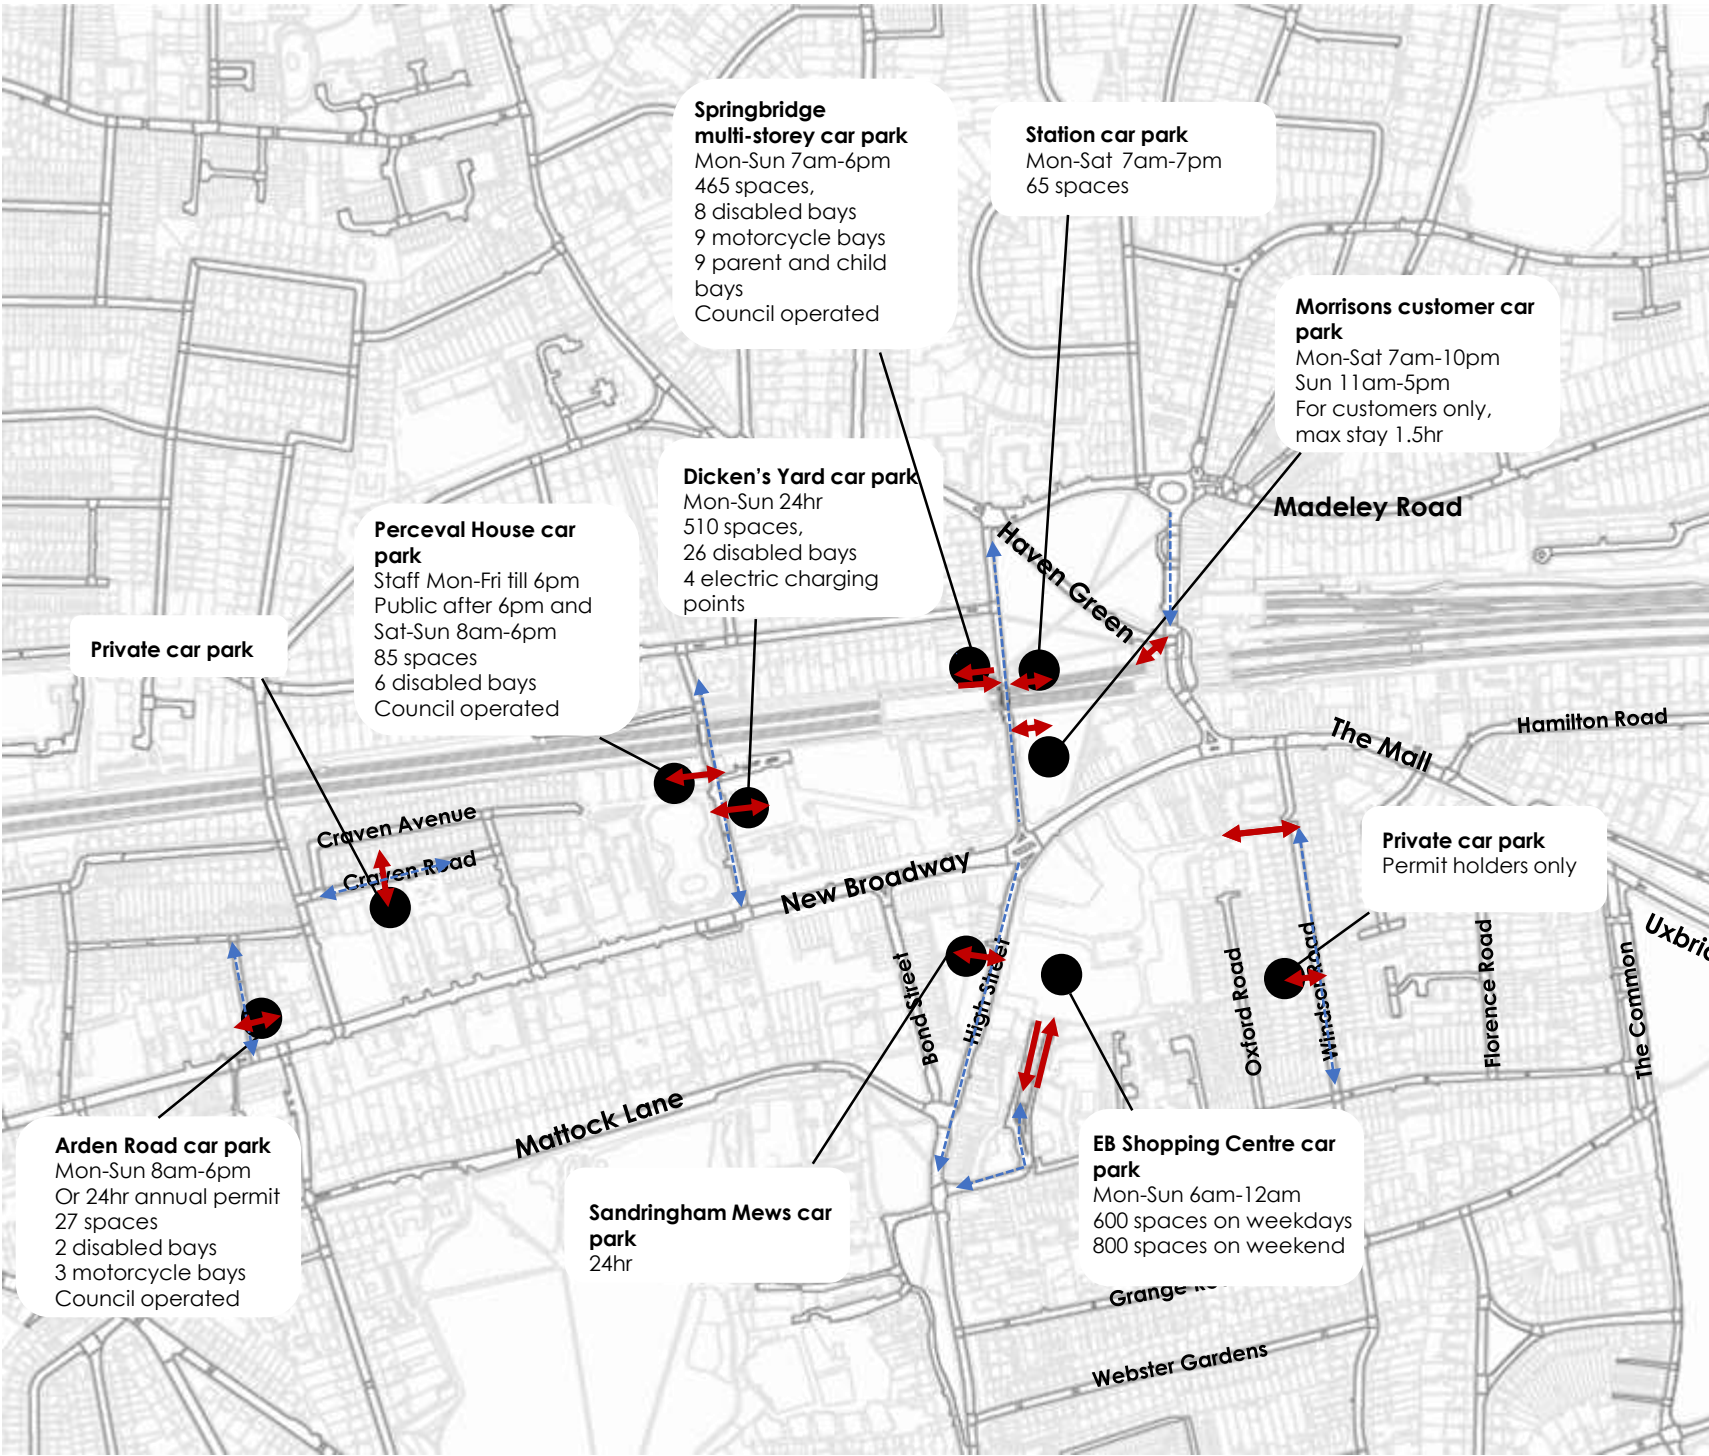 Springbridge
multi-storey car park
Mon-Sun 7am-6pm
465 spaces,
8 disabled bays
9 motorcycle bays
9 parent and child
bays
Council operated
Station car park
Mon-Sat 7am-7pm
65 spaces
Morrisons customer car
park
Mon-Sat 7am-10pm
Sun 11am-5pm
For customers only,
max stay 1.5hr
Dicken's Yard car park
Mon-Sun 24hr
510 spaces,
26 disabled bays
4 electric charging
points
Perceval House car
park
Staff Mon-Fri till 6pm
Public after 6pm and
Sat-Sun 8am-6pm
85 spaces
6 disabled bays
Council operated
Private car park
Madeley Road
Haven Green
The Mall
Hamilton Road
Craven Avenue
Craven Road
New Broadway
Private car park
Permit holders only
Bond Street
High Street
Oxford Road
Windsor Road
Florence Road
The Common
Uxbri
Mattock Lane
Arden Road car park
Mon-Sun 8am-6pm
Or 24hr annual permit
27 spaces
2 disabled bays
3 motorcycle bays
Council operated
Sandringham Mews car
park
24hr
EB Shopping Centre car
park
Mon-Sun 6am-12am
600 spaces on weekdays
800 spaces on weekend
Grange
Webster Gardens